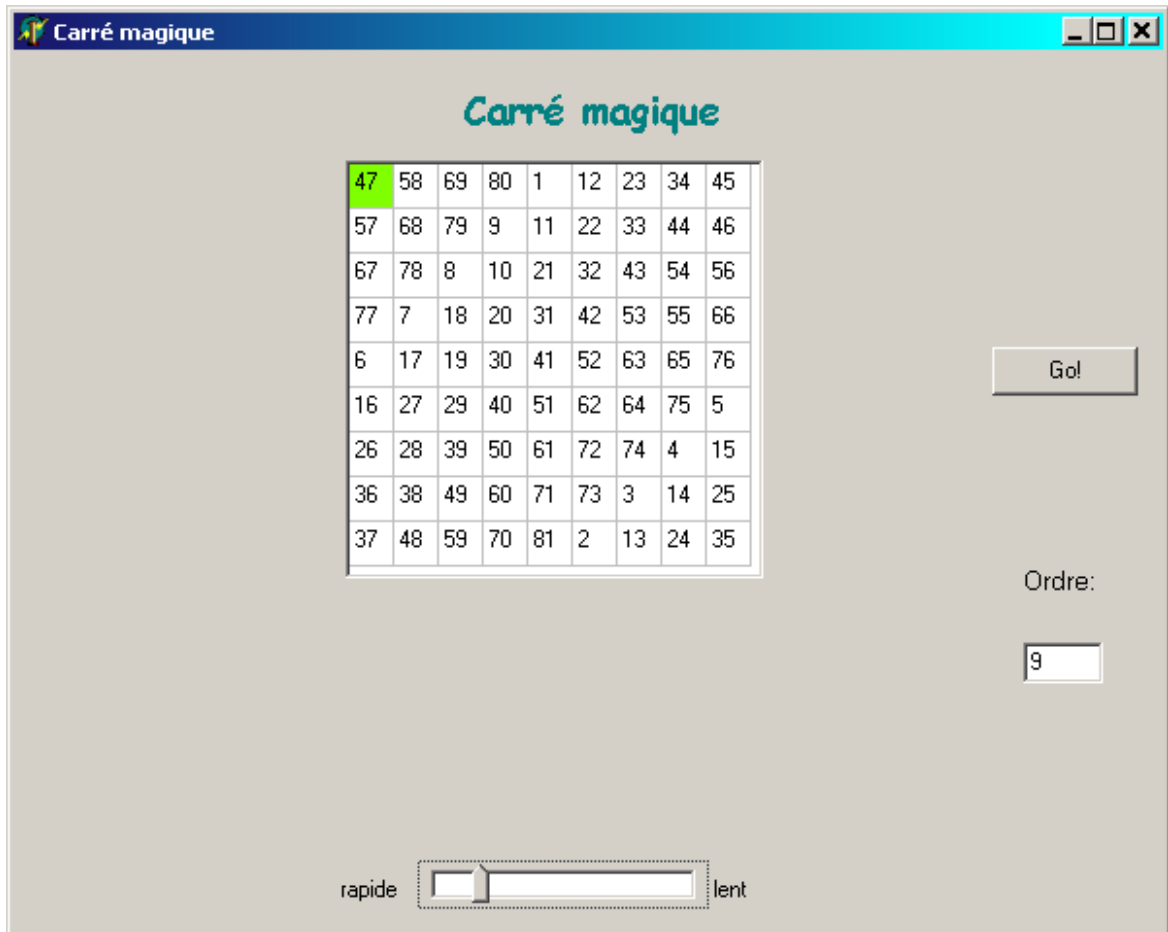 Carré magique
Carré magique
47 58 69 80 1 12 23 34 45
57 68 79 9 11 22 33 44 46
67 78 8 10 21 32 43 54 56
77 7 18 20 31 42 53 55 66
6 17 19 30 41 52 63 65 76
Go!
16 27 29 40 51 62 64 75 5
26 28 39 50 61 72 74 4 15
36 38 49 60 71 73 3 14 25
37 48 59 70 81 2 13 24 35
Ordre:
9
rapide lent